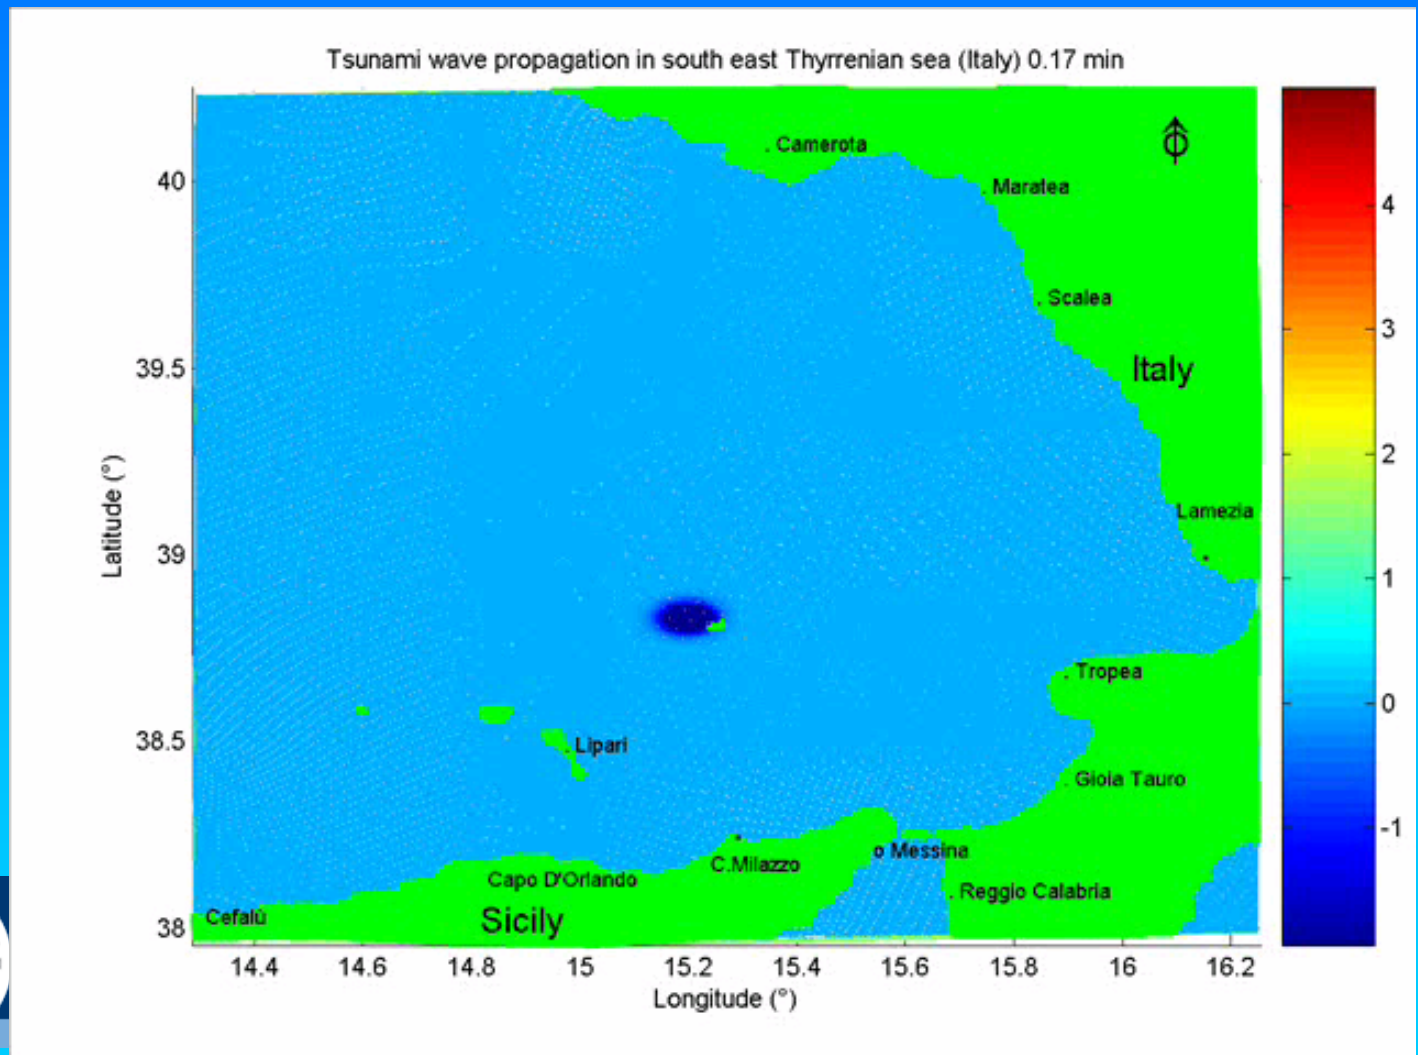 Tsunami wave propagation in south east Thyrrenian sea (Italy) 0.17 min
. Camerota
. Maratea
. Scalea
Italy
Lamezia
. Tropea
. Lipari
. Gioia Tauro
o Messina
C.Milazzo
Capo D'Orlando
. Reggio Calabria
Cefalù
Sicily
40
39.5
39
38.5
38
Latitude (°)
14.4 14.6 14.8 15 15.2 15.4 15.6 15.8 16 16.2
Longitude (°)
4
3
2
1
0
-1